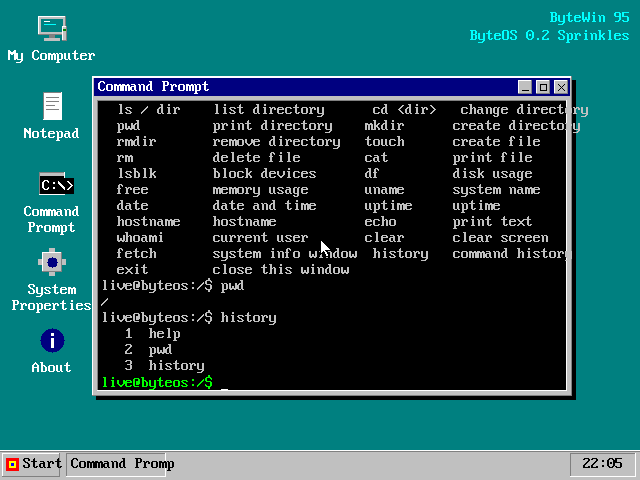 ByteWin 95
ByteOS 0.2 Sprinkles
My Computer
Notepad
C:\>
Command
Prompt
System
Properties
About
Command Prompt
ls / dir list directory cd <dir> change directory
pwd print directory mkdir create directory
rmdir remove directory touch create file
rm delete file cat print file
lsblk block devices df disk usage
free memory usage uname system name
date date and time uptime uptime
hostname hostname echo print text
whoami current user clear clear screen
fetch system info window history command history
exit close this window
live@byteos:/$ pwd
/
live@byteos:/$ history
1 help
2 pwd
3 history
live@byteos:/$ _
Start
Command Promp
22:05